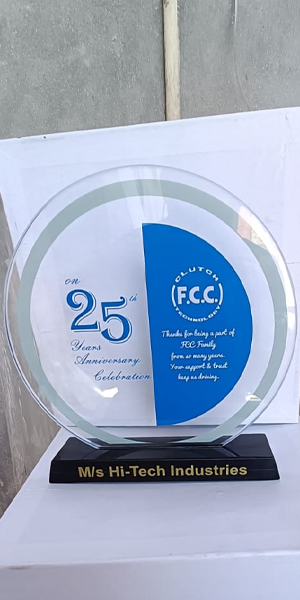 on
25th
Years
Anniversary
Celebration
CLUTCH
F.C.C.
TECHNOLOGY
Thanks for being a part of
FCC Family
from so many years.
Your support & trust
keep us driving.
M/s Hi-Tech Industries